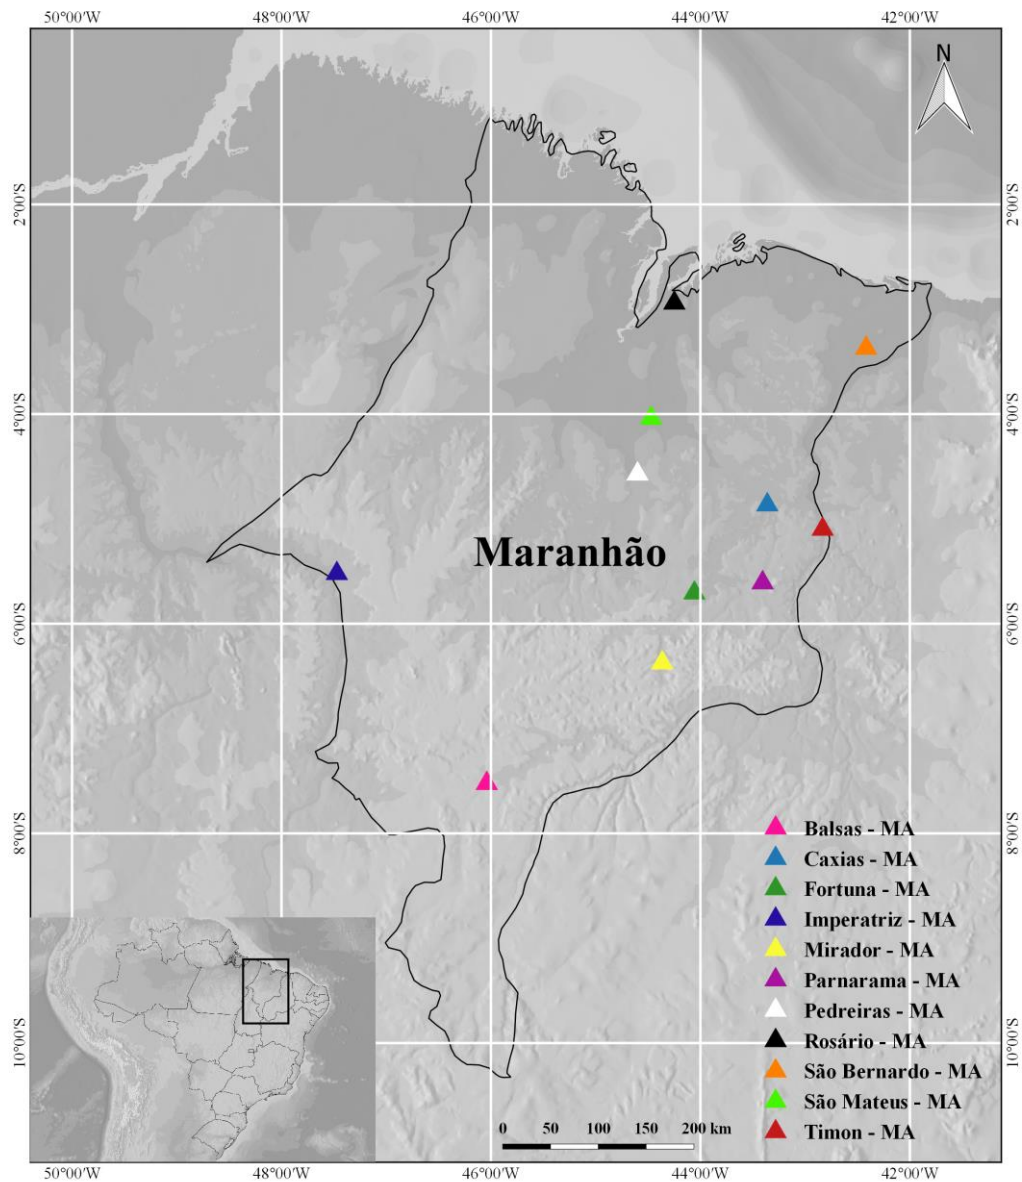 50°00'W 48°00'W 46°00'W 44°00'W 42°00'W
N
2°00'S 2°00'S
4°00'S 4°00'S
Maranhão
6°00'S 6°00'S
Balsas - MA
8°00'S 8°00'S
Caxias - MA
Fortuna - MA
Imperatriz - MA
Mirador - MA
Parnarama - MA
Pedreiras - MA
Rosário - MA
10°00'S 10°00'S
São Bernardo - MA
São Mateus - MA
0 50 100 150 200 km
Timon - MA
50°00'W 48°00'W 46°00'W 44°00'W 42°00'W